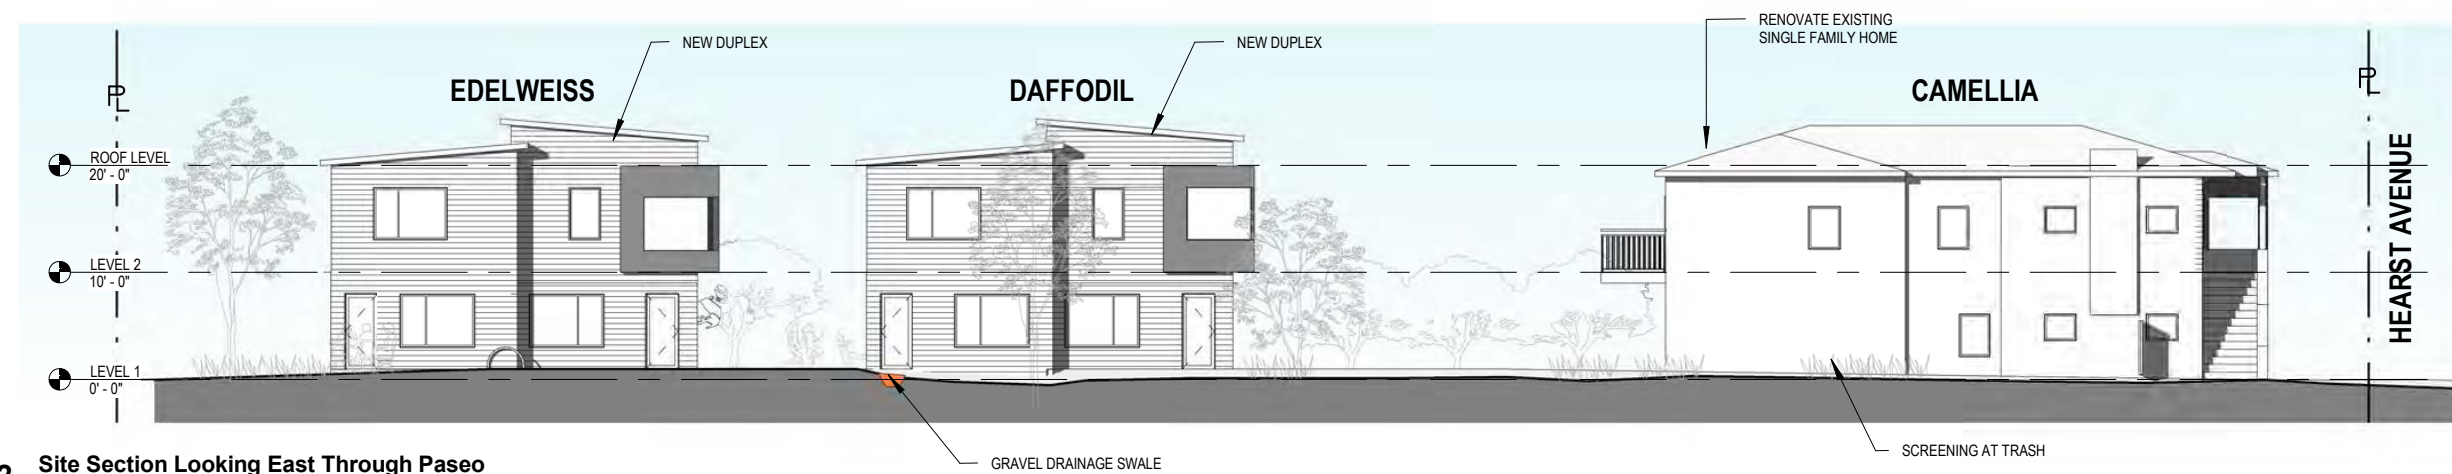 RENOVATE EXISTING
SINGLE FAMILY HOME
NEW DUPLEX
NEW DUPLEX
EDELWEISS
DAFFODIL
CAMELLIA
PL
PL
ROOF LEVEL
20' - 0"
LEVEL 2
10' - 0"
LEVEL 1
0' - 0"
HEARST AVENUE
SCREENING AT TRASH
GRAVEL DRAINAGE SWALE
Site Section Looking East Through Paseo